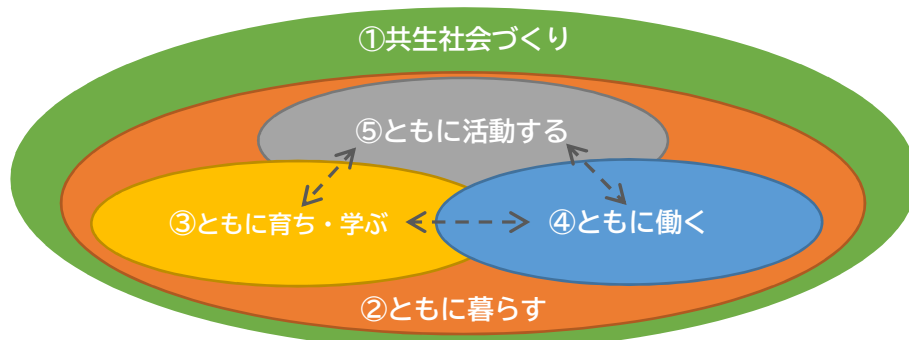 ①共生社会づくり
⑤ともに活動する
③ともに育ち・学ぶ
④ともに働く
②ともに暮らす